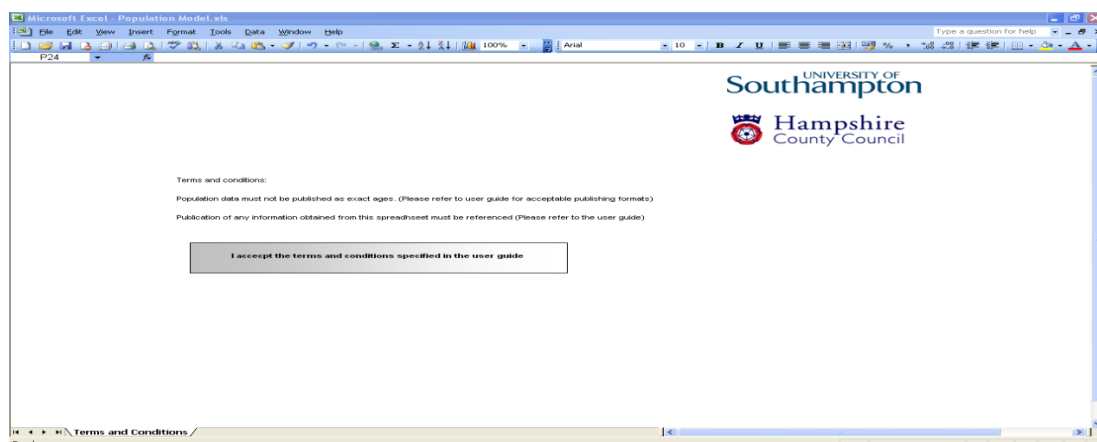 Microsoft Excel - Population Model.xls
File Edit View Insert Format Tools Data Window Help
Type a question for help
100% Arial 10 B I U
P24 fx
UNIVERSITY OF
Southampton
Hampshire
County Council
Terms and conditions:
Population data must not be published as exact ages. (Please refer to user guide for acceptable publishing formats)
Publication of any information obtained from this spreadhseet must be referenced (Please refer to the user guide)
I acceept the terms and conditions specified in the user guide
Terms and Conditions